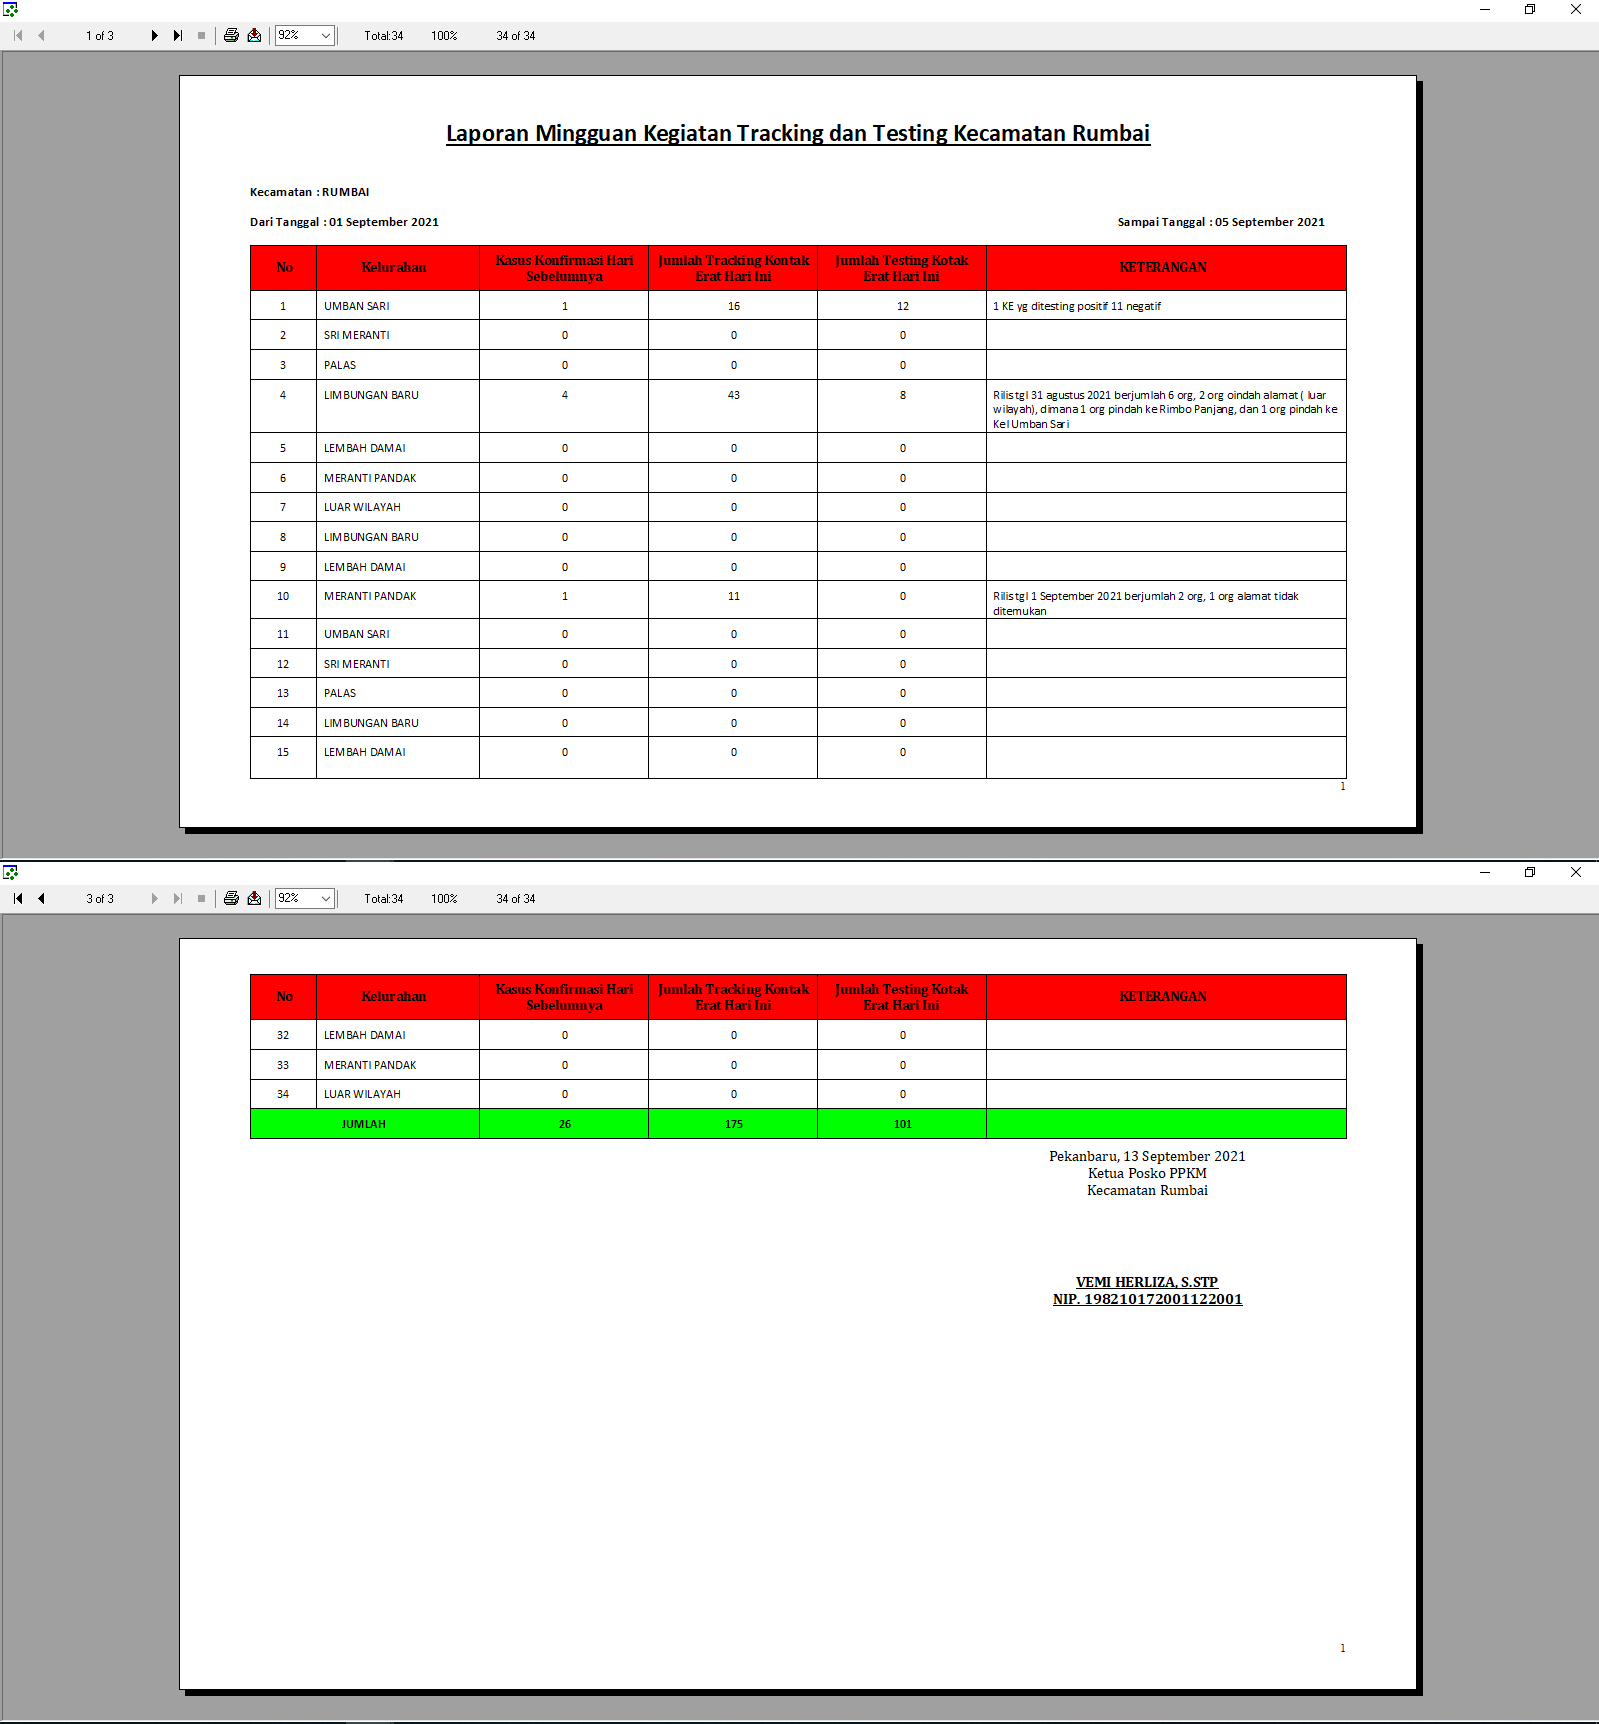 1 of 3 92% Total:34 100% 34 of 34
Laporan Mingguan Kegiatan Tracking dan Testing Kecamatan Rumbai
Kecamatan : RUMBAI
Dari Tanggal : 01 September 2021 Sampai Tanggal : 05 September 2021
No Kelurahan Kasus Konfirmasi Hari Sebelumnya Jumlah Tracking Kontak Erat Hari Ini Jumlah Testing Kotak Erat Hari Ini KETERANGAN
1 UMBAN SARI 1 16 12 1 KE yg ditesting positif 11 negatif
2 SRI MERANTI 0 0 0
3 PALAS 0 0 0
4 LIMBUNGAN BARU 4 43 8 Rilis tgl 31 agustus 2021 berjumlah 6 org, 2 org oindah alamat ( luar
wilayah), dimana 1 org pindah ke Rimbo Panjang, dan 1 org pindah ke
Kel Umban Sari
5 LEMBAH DAMAI 0 0 0
6 MERANTI PANDAK 0 0 0
7 LUAR WILAYAH 0 0 0
8 LIMBUNGAN BARU 0 0 0
9 LEMBAH DAMAI 0 0 0
10 MERANTI PANDAK 1 11 0 Rilis tgl 1 September 2021 berjumlah 2 org, 1 org alamat tidak
ditemukan
11 UMBAN SARI 0 0 0
12 SRI MERANTI 0 0 0
13 PALAS 0 0 0
14 LIMBUNGAN BARU 0 0 0
15 LEMBAH DAMAI 0 0 0
1
3 of 3 92% Total:34 100% 34 of 34
No Kelurahan Kasus Konfirmasi Hari Sebelumnya Jumlah Tracking Kontak Erat Hari Ini Jumlah Testing Kotak Erat Hari Ini KETERANGAN
32 LEMBAH DAMAI 0 0 0
33 MERANTI PANDAK 0 0 0
34 LUAR WILAYAH 0 0 0
JUMLAH 26 175 101
Pekanbaru, 13 September 2021
Ketua Posko PPKM
Kecamatan Rumbai
VEMI HERLIZA, S.STP
NIP. 198210172001122001
1